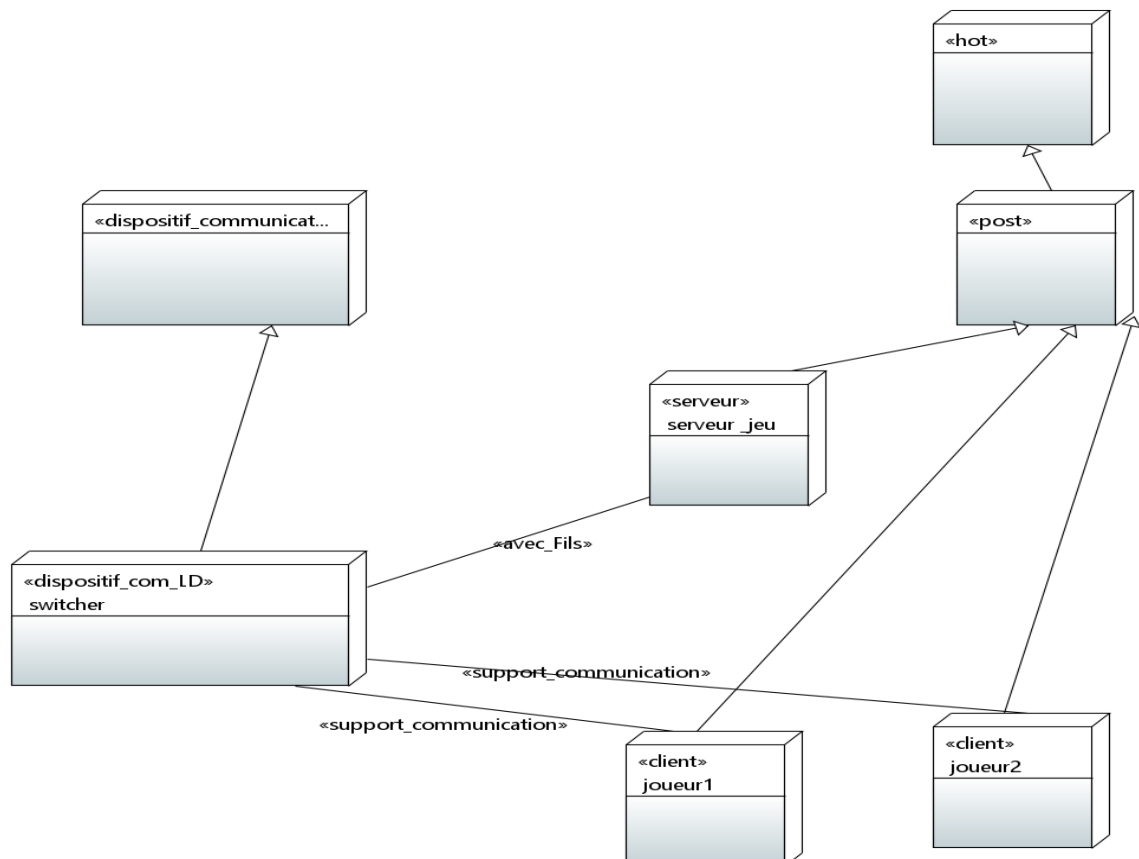 «hot»
«dispositif_communicat...
«post»
«serveur»
serveur _jeu
«avec_Fils»
«dispositif_com_LD»
switcher
«support_communication»
«support_communication»
«client»
joueur1
«client»
joueur2